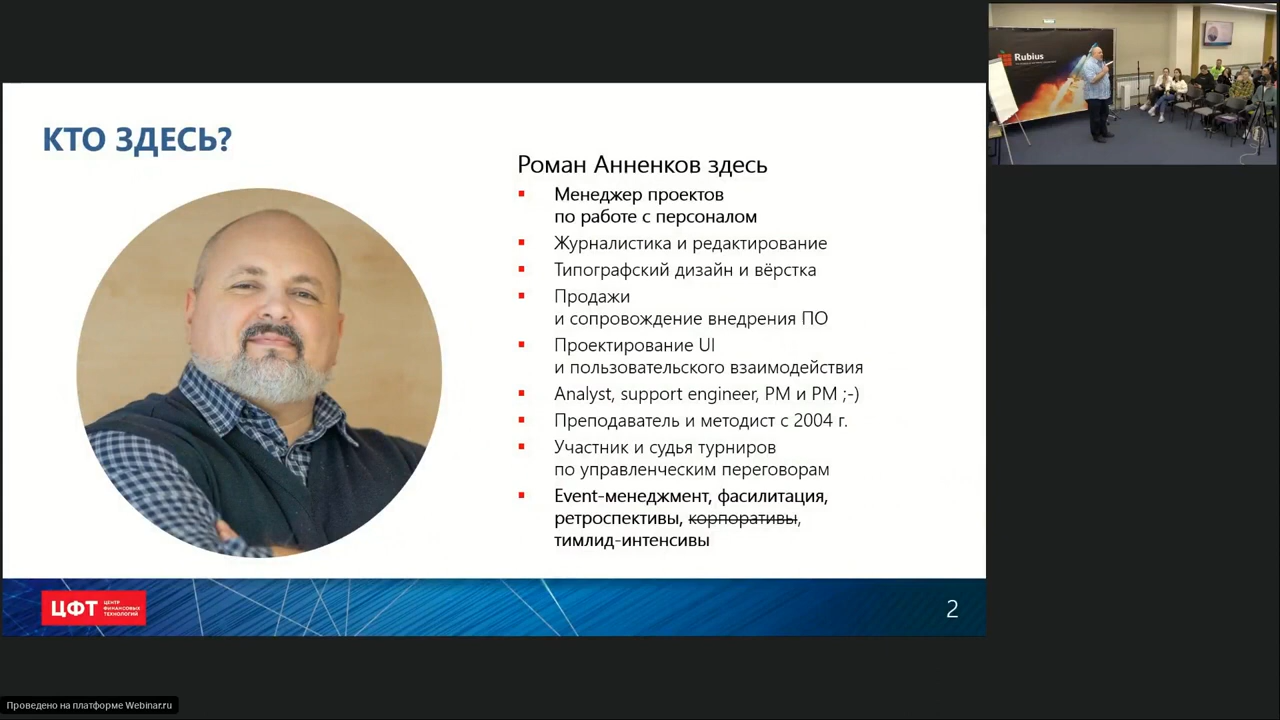 КТО ЗДЕСЬ?
Роман Анненков здесь
Менеджер проектов
по работе с персоналом
Журналистика и редактирование
Типографский дизайн и вёрстка
Продажи
и сопровождение внедрения ПО
Проектирование UI
и пользовательского взаимодействия
Analyst, support engineer, PM и PM ;-)
Преподаватель и методист с 2004 г.
Участник и судья турниров
по управленческим переговорам
Event-менеджмент, фасилитация,
ретроспективы, корпоративы,
тимлид-интенсивы
ЦФТ
ЦЕНТР
ФИНАНСОВЫХ
ТЕХНОЛОГИЙ
2
Rubius
Проведено на платформе Webinar.ru